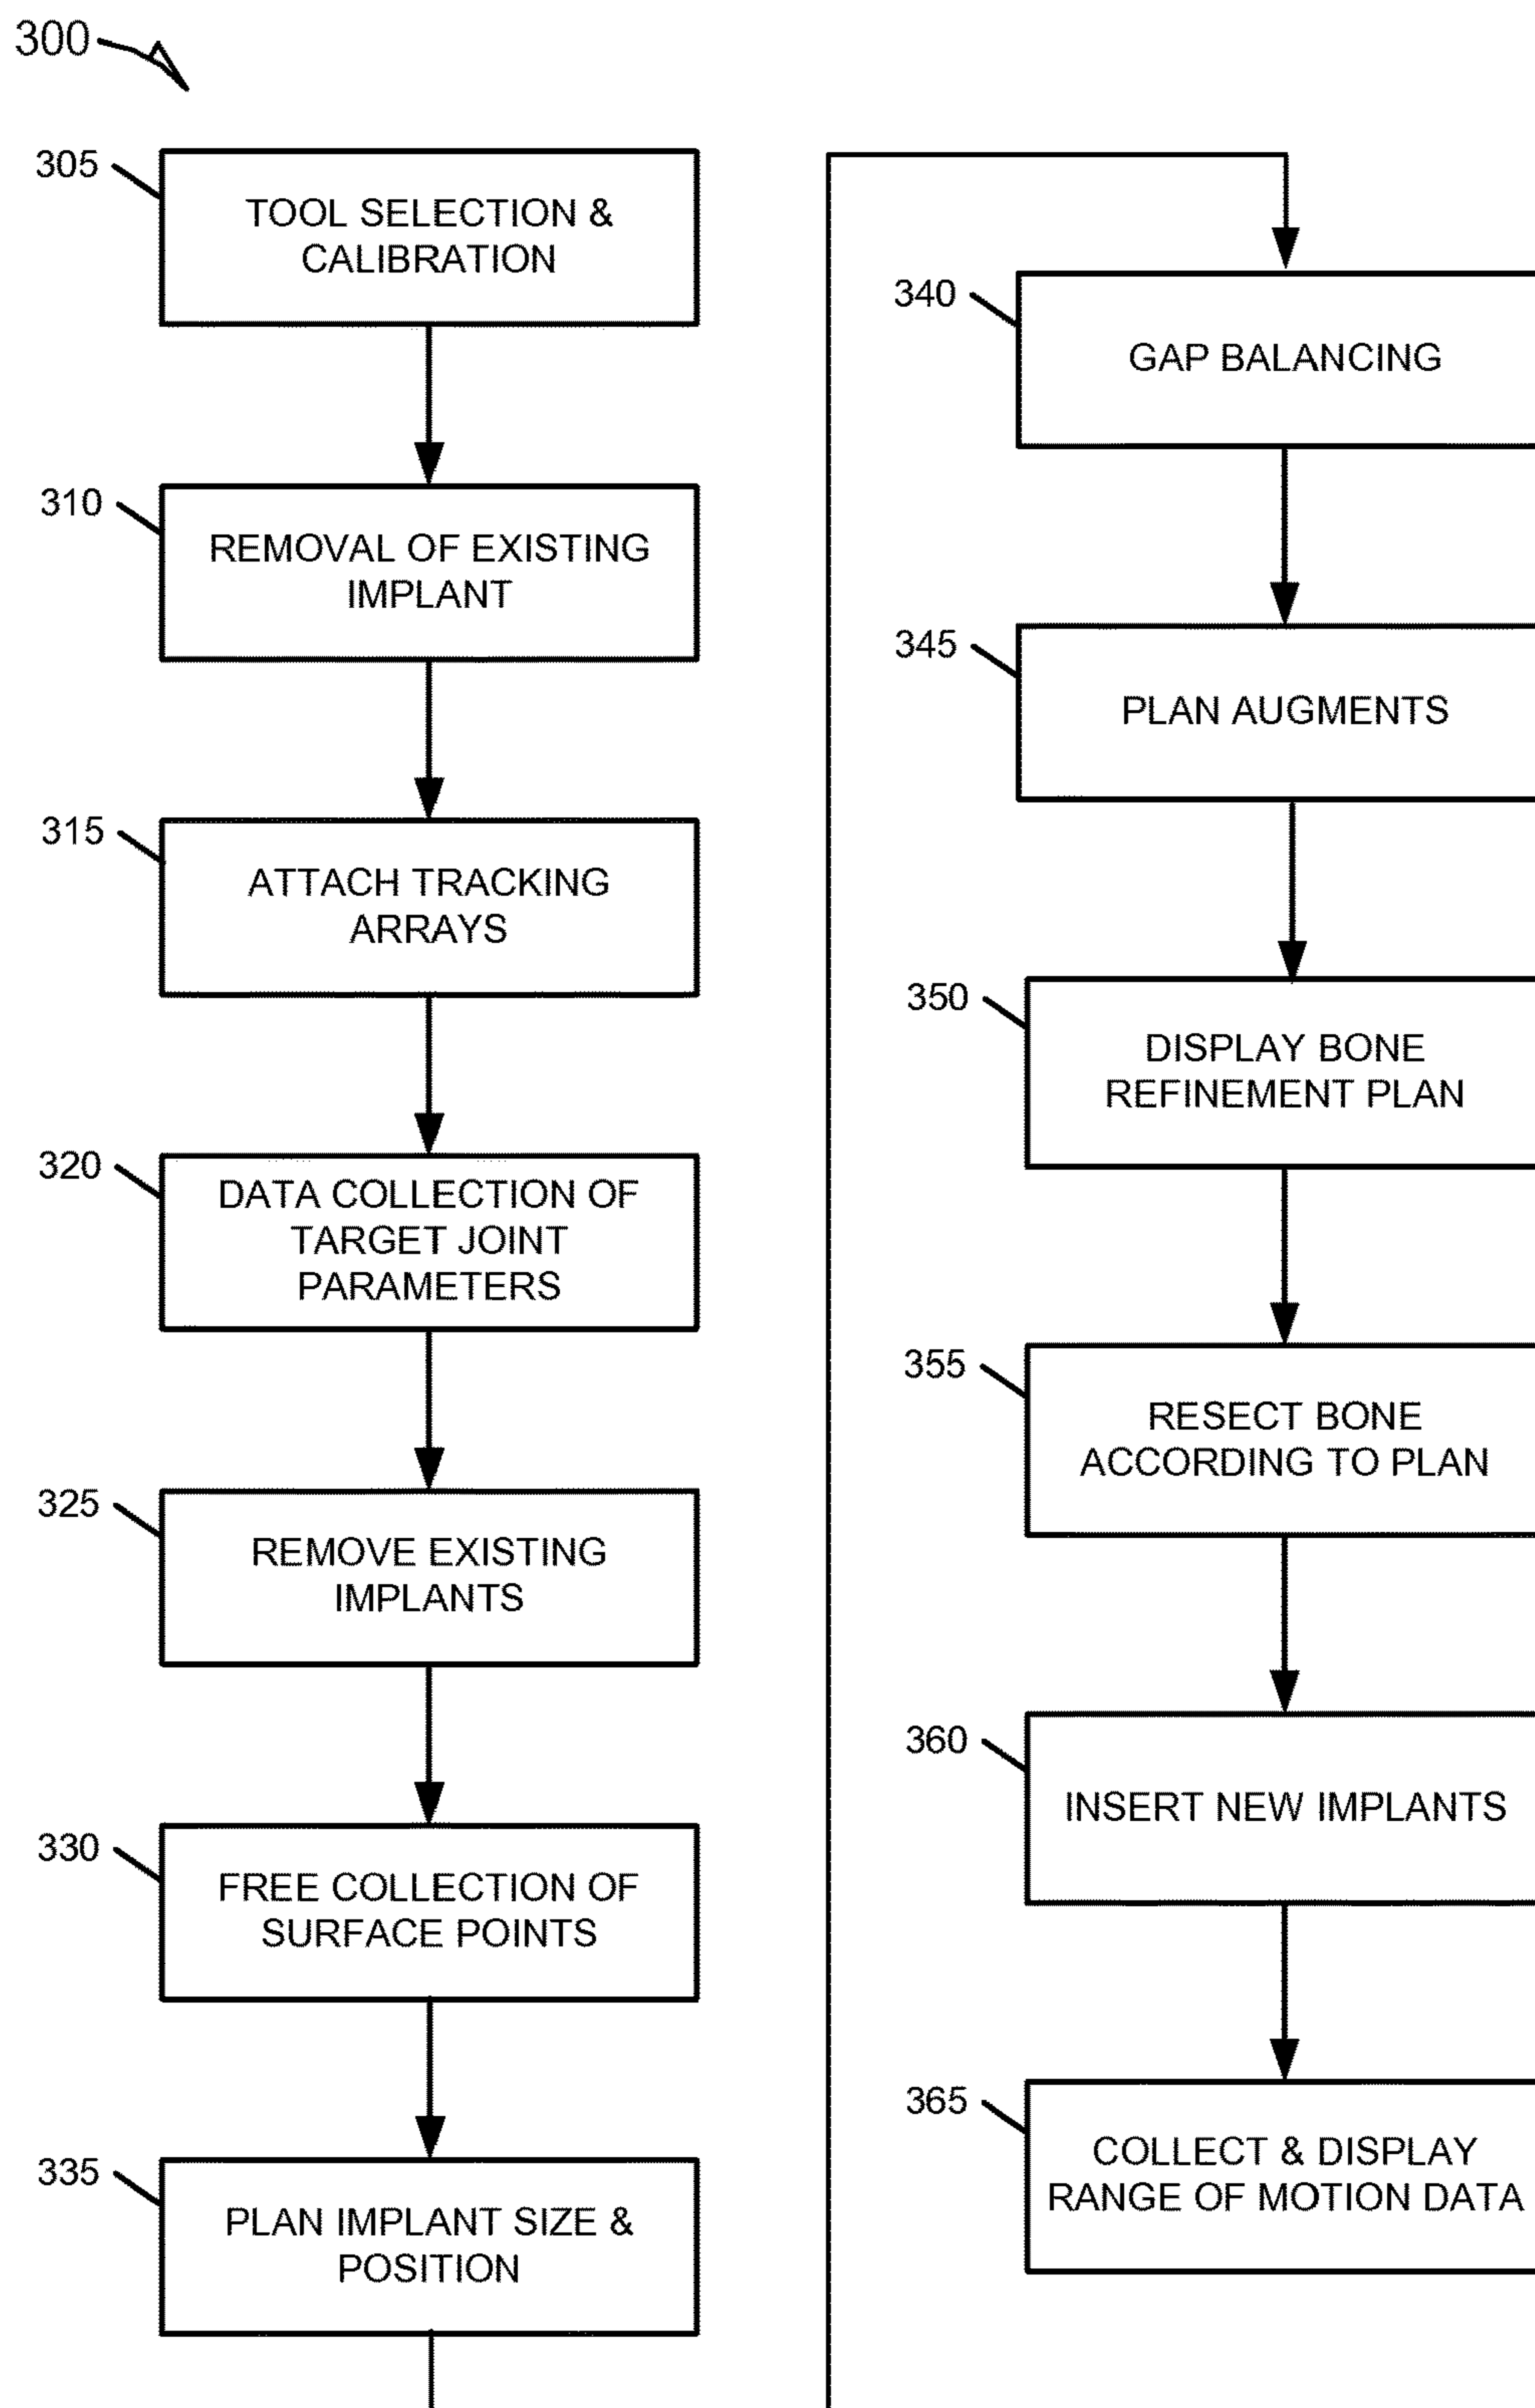 300
305
TOOL SELECTION &
CALIBRATION
310
REMOVAL OF EXISTING
IMPLANT
315
ATTACH TRACKING
ARRAYS
320
DATA COLLECTION OF
TARGET JOINT
PARAMETERS
325
REMOVE EXISTING
IMPLANTS
330
FREE COLLECTION OF
SURFACE POINTS
335
PLAN IMPLANT SIZE &
POSITION
340
GAP BALANCING
345
PLAN AUGMENTS
350
DISPLAY BONE
REFINEMENT PLAN
355
RESECT BONE
ACCORDING TO PLAN
360
INSERT NEW IMPLANTS
365
COLLECT & DISPLAY
RANGE OF MOTION DATA